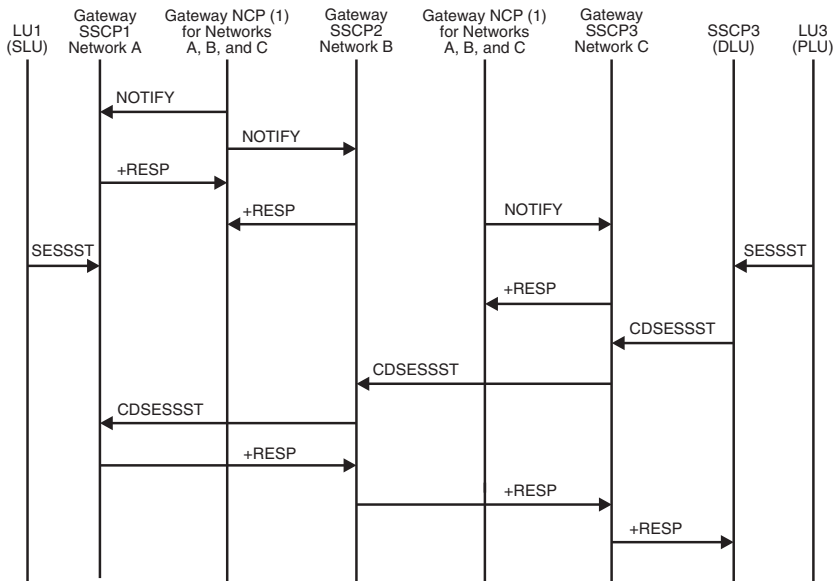 LU1
(SLU)
Gateway
SSCP1
Network A
Gateway NCP (1)
for Networks
A, B, and C
Gateway
SSCP2
Network B
Gateway NCP (1)
for Networks
A, B, and C
Gateway
SSCP3
Network C
SSCP3
(DLU)
LU3
(PLU)
NOTIFY
NOTIFY
+RESP
+RESP
NOTIFY
SESSST
SESSST
+RESP
CDSESSST
CDSESSST
CDSESSST
+RESP
+RESP
+RESP